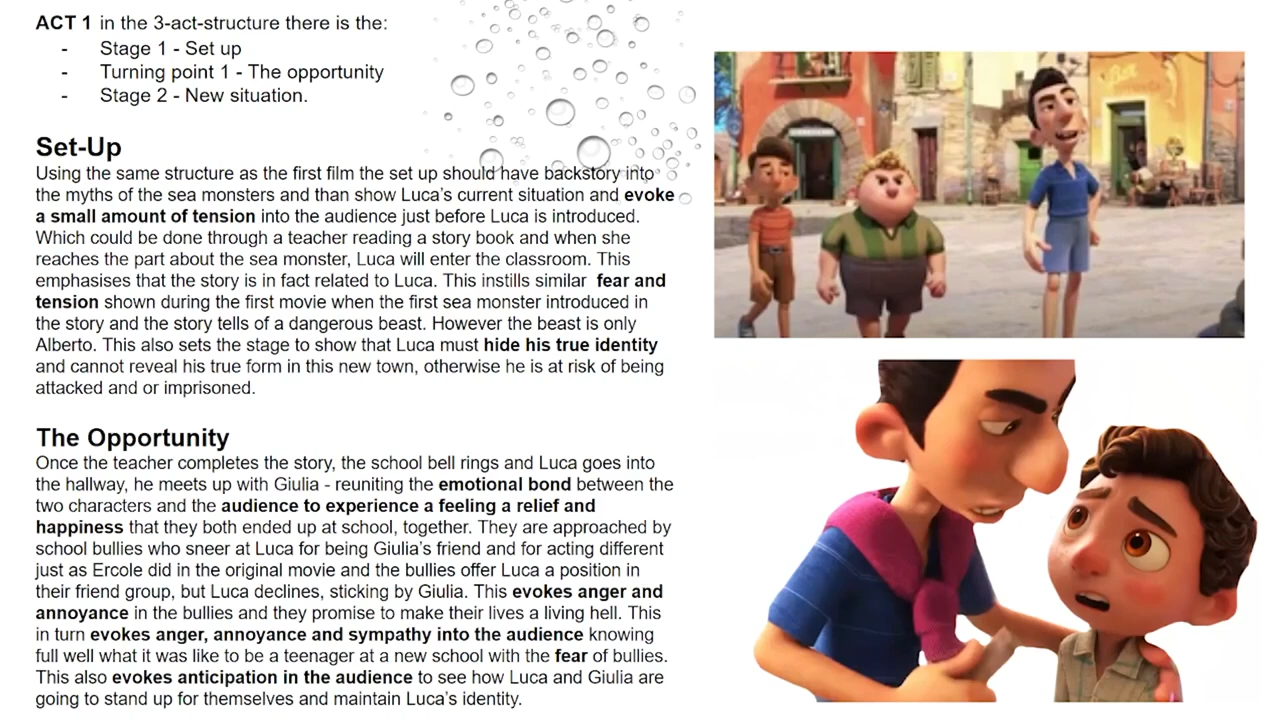 ACT 1 in the 3-act-structure there is the:
- Stage 1 - Set up
- Turning point 1 - The opportunity
- Stage 2 - New situation.
Set-Up
Using the same structure as the first film the set up should have backstory into
the myths of the sea monsters and than show Luca's current situation and evoke
a small amount of tension into the audience just before Luca is introduced.
Which could be done through a teacher reading a story book and when she
reaches the part about the sea monster, Luca will enter the classroom. This
emphasises that the story is in fact related to Luca. This instills similar fear and
tension shown during the first movie when the first sea monster introduced in
the story and the story tells of a dangerous beast. However the beast is only
Alberto. This also sets the stage to show that Luca must hide his true identity
and cannot reveal his true form in this new town, otherwise he is at risk of being
attacked and or imprisoned.
The Opportunity
Once the teacher completes the story, the school bell rings and Luca goes into
the hallway, he meets up with Giulia - reuniting the emotional bond between the
two characters and the audience to experience a feeling a relief and
happiness that they both ended up at school, together. They are approached by
school bullies who sneer at Luca for being Giulia's friend and for acting different
just as Ercole did in the original movie and the bullies offer Luca a position in
their friend group, but Luca declines, sticking by Giulia. This evokes anger and
annoyance in the bullies and they promise to make their lives a living hell. This
in turn evokes anger, annoyance and sympathy into the audience knowing
full well what it was like to be a teenager at a new school with the fear of bullies.
This also evokes anticipation in the audience to see how Luca and Giulia are
going to stand up for themselves and maintain Luca's identity.
Bar